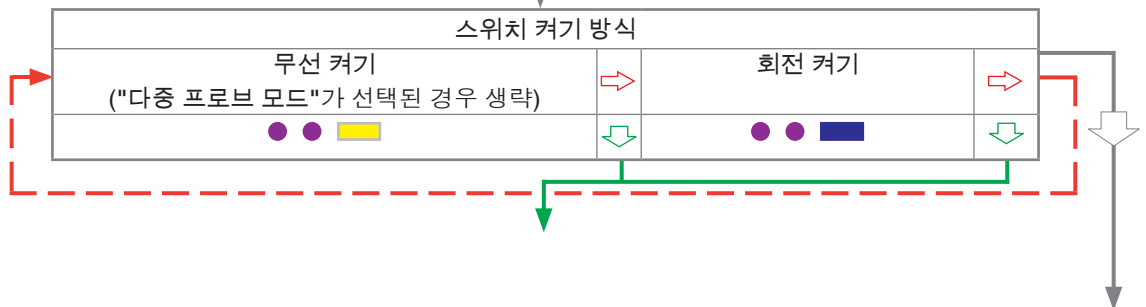 스위치 켜기 방식
무선 켜기
("다중 프로브 모드"가 선택된 경우 생략)
회전 켜기